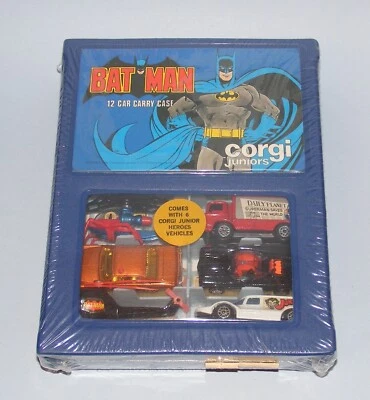 BATMAN
12 CAR CARRY CASE
corgi
juniors
COMES
WITH 6
CORGI JUNIOR
HEROES
VEHICLES
DAILY PLANET